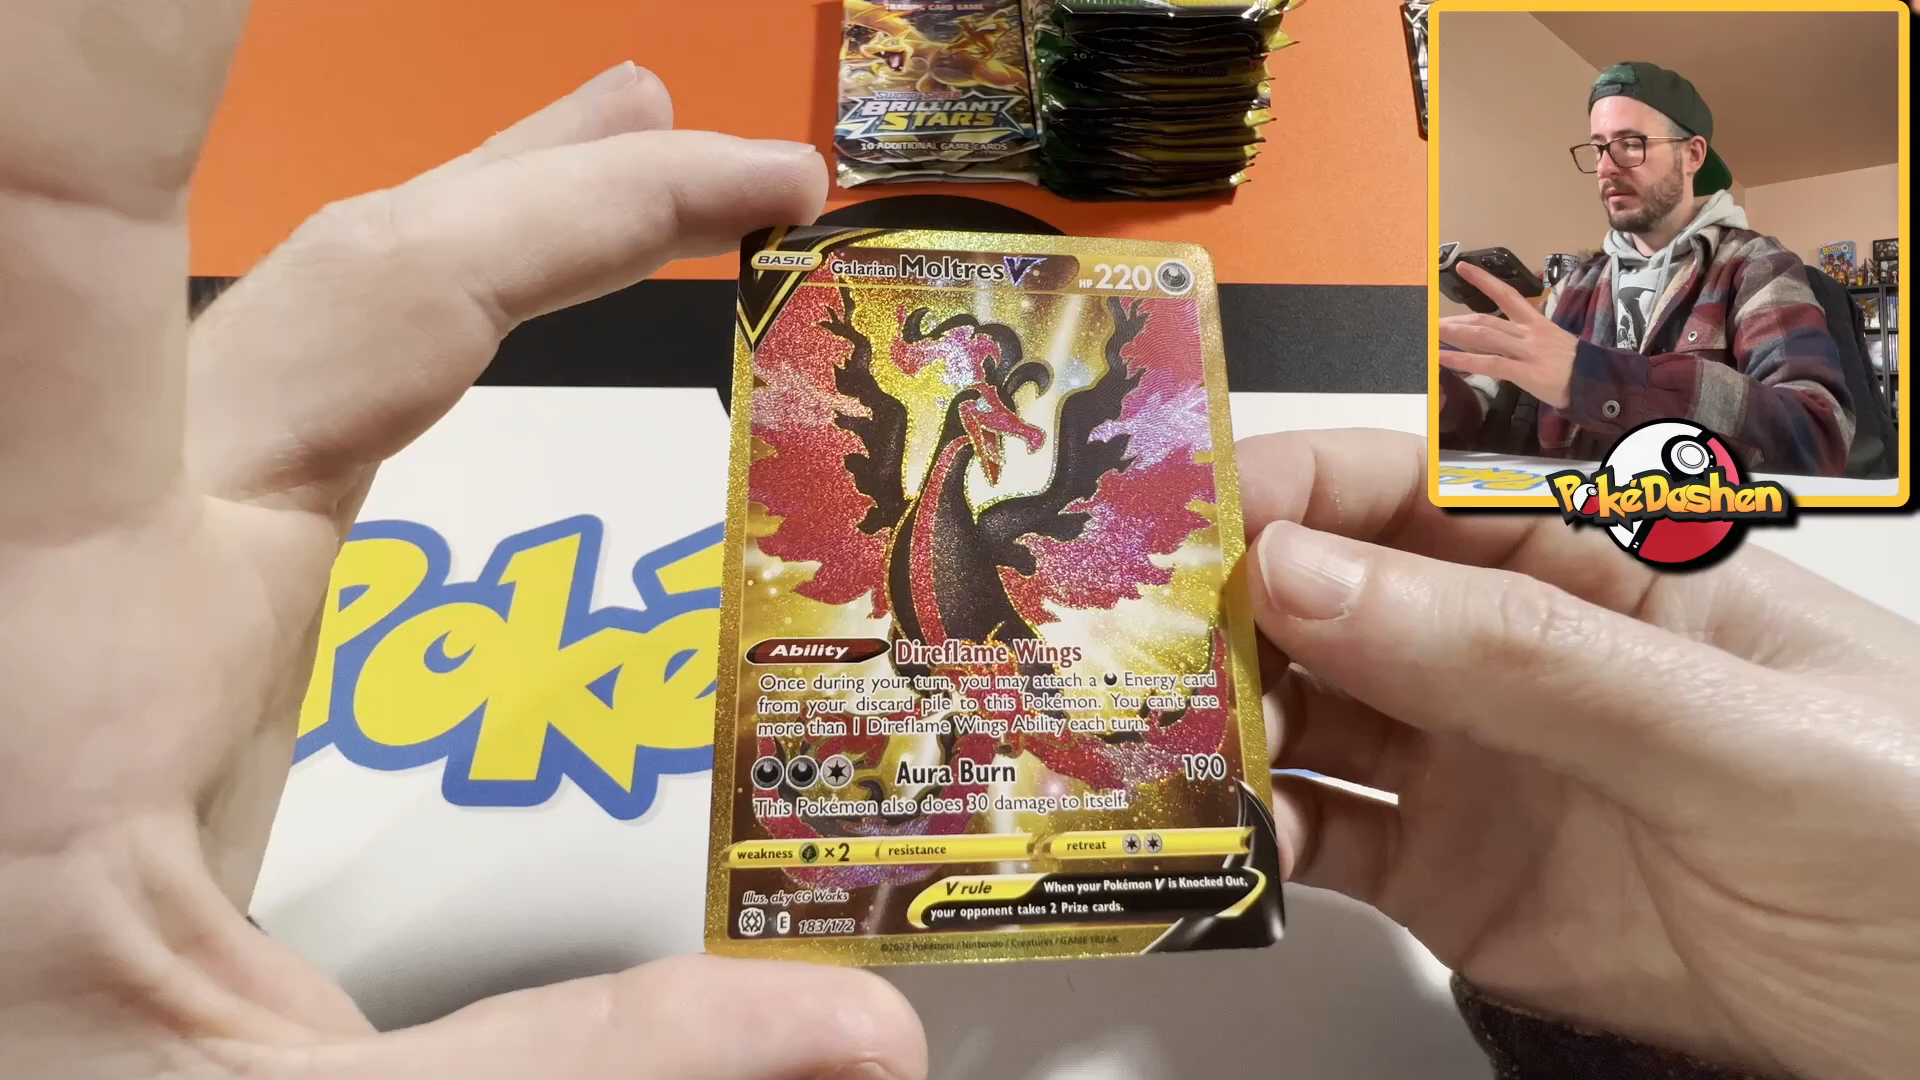 TRADING CARD GAME
BRILLIANT
STARS
10 ADDITIONAL GAME CARDS
PokéDashen
Poké
BASIC
Galarian Moltres V
HP 220
Ability
Direflame Wings
Once during your turn, you may attach a Energy card
from your discard pile to this Pokémon. You can't use
more than 1 Direflame Wings Ability each turn.
Aura Burn 190
This Pokémon also does 30 damage to itself.
weakness ×2 resistance retreat
V rule
When your Pokémon V is Knocked Out,
your opponent takes 2 Prize cards.
Illus. aky CG Works
E 183/172
©2022 Pokémon / Nintendo / Creatures / GAME FREAK